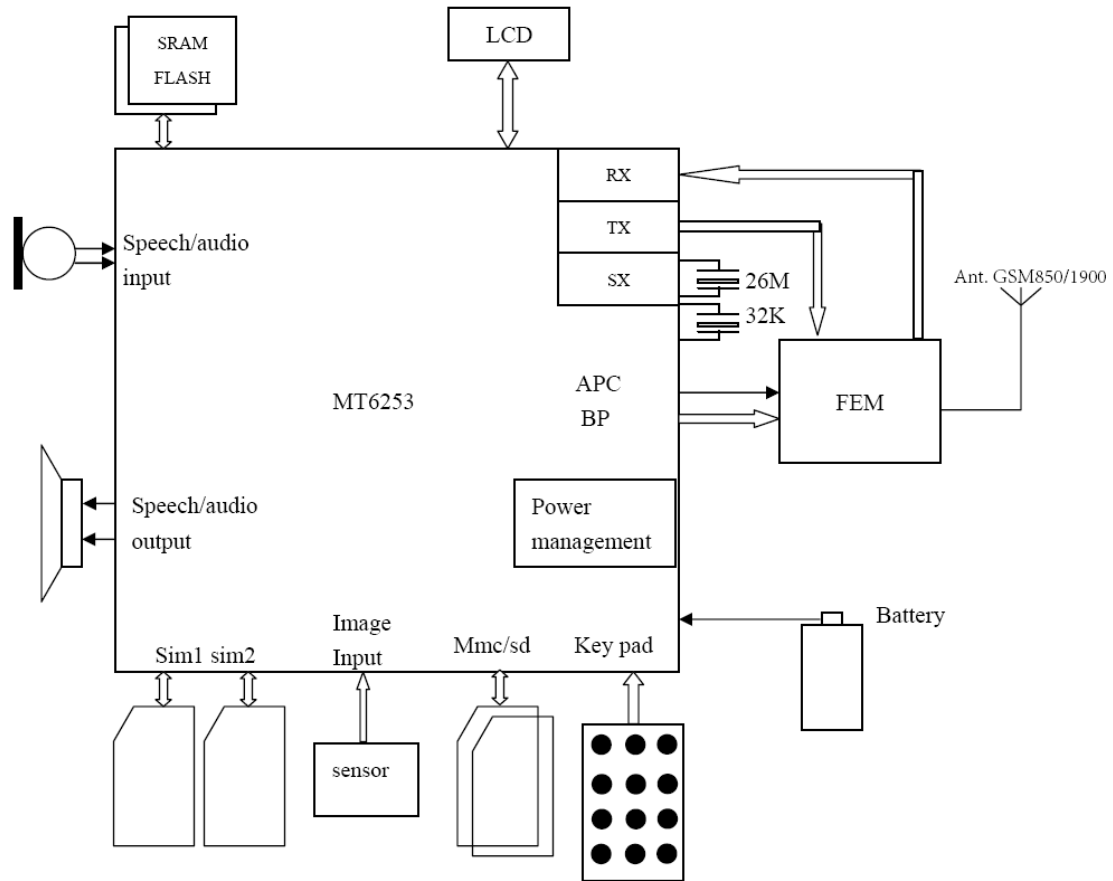 SRAM
FLASH
LCD
RX
TX
SX
26M
32K
Speech/audio
input
Ant. GSM850/1900
MT6253
APC
BP
FEM
Speech/audio
output
Power
management
Battery
Sim1 sim2
Image
Input
Mmc/sd
Key pad
sensor